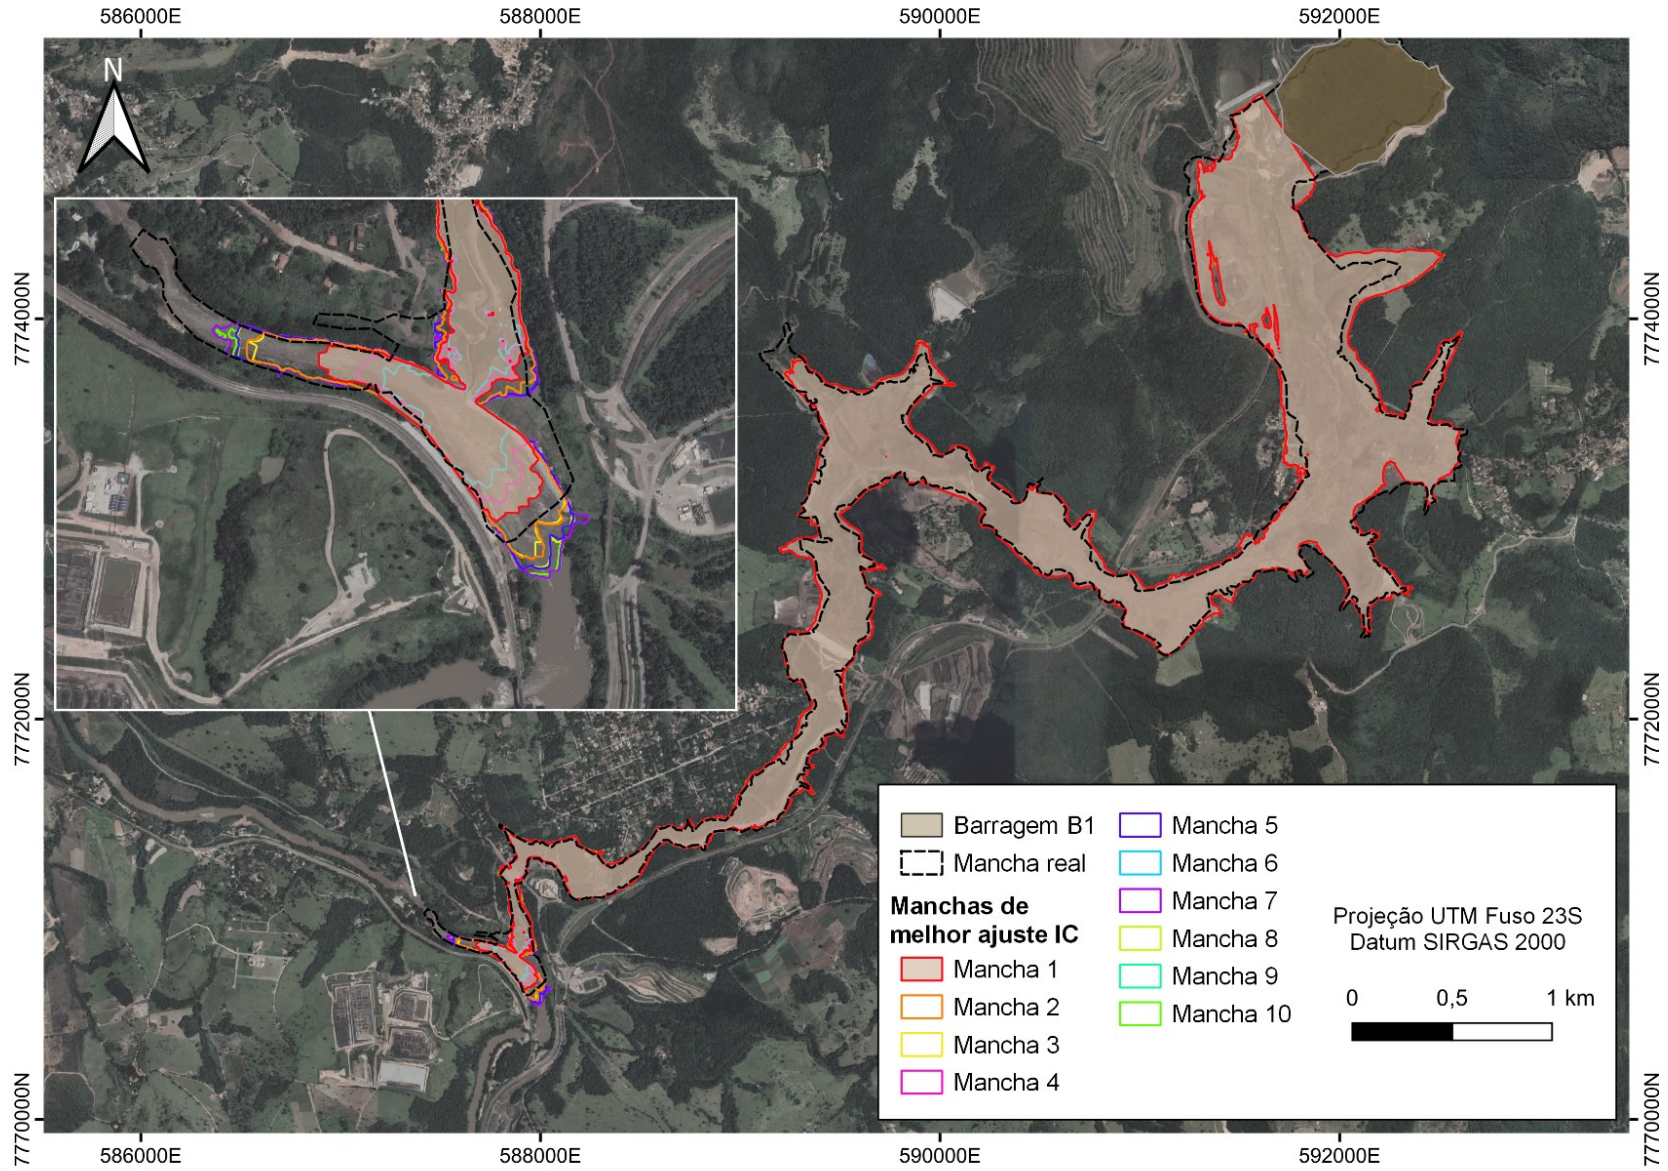 586000E
588000E
590000E
592000E
N
7774000N
7774000N
7772000N
7772000N
7770000N
7770000N
Barragem B1
Mancha real
Manchas de
melhor ajuste IC
Mancha 1
Mancha 2
Mancha 3
Mancha 4
Mancha 5
Mancha 6
Mancha 7
Mancha 8
Mancha 9
Mancha 10
Projeção UTM Fuso 23S
Datum SIRGAS 2000
0 0,5 1 km
586000E
588000E
590000E
592000E